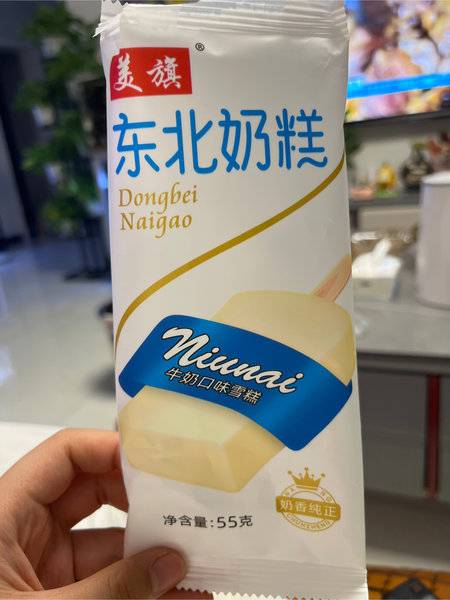 美旗®
东北奶糕
Dongbei
Naigao
Niunai
牛奶口味雪糕
奶香纯正
净含量:55克